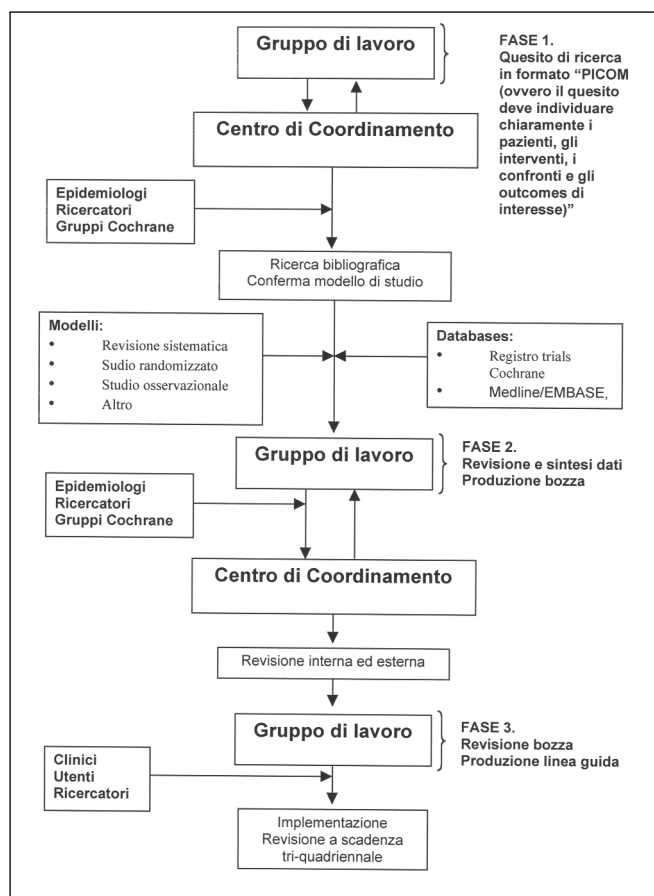 Gruppo di lavoro
FASE 1.
Quesito di ricerca
in formato “PICOM
(ovvero il quesito
deve individuare
chiaramente i
pazienti, gli
interventi, i
confronti e gli
outcomes di
interesse)”
Centro di Coordinamento
Epidemiologi
Ricercatori
Gruppi Cochrane
Ricerca bibliografica
Conferma modello di studio
Modelli:
• Revisione sistematica
• Sudio randomizzato
• Studio osservazionale
• Altro
Databases:
• Registro trials
Cochrane
• Medline/EMBASE,
Gruppo di lavoro
FASE 2.
Revisione e sintesi dati
Produzione bozza
Epidemiologi
Ricercatori
Gruppi Cochrane
Centro di Coordinamento
Revisione interna ed esterna
Gruppo di lavoro
FASE 3.
Revisione bozza
Produzione linea guida
Clinici
Utenti
Ricercatori
Implementazione
Revisione a scadenza
tri-quadriennale